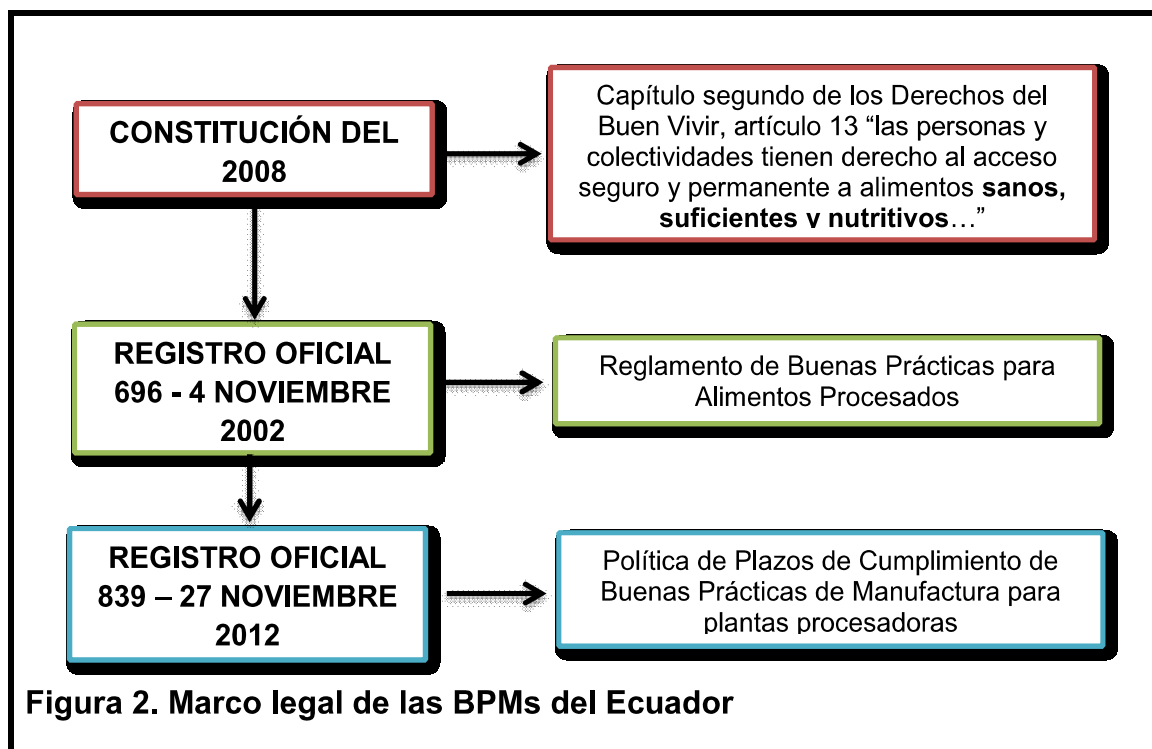 CONSTITUCIÓN DEL
2008
Capítulo segundo de los Derechos del
Buen Vivir, artículo 13 “las personas y
colectividades tienen derecho al acceso
seguro y permanente a alimentos sanos,
suficientes y nutritivos…”
REGISTRO OFICIAL
696 - 4 NOVIEMBRE
2002
Reglamento de Buenas Prácticas para
Alimentos Procesados
REGISTRO OFICIAL
839 – 27 NOVIEMBRE
2012
Política de Plazos de Cumplimiento de
Buenas Prácticas de Manufactura para
plantas procesadoras
Figura 2. Marco legal de las BPMs del Ecuador